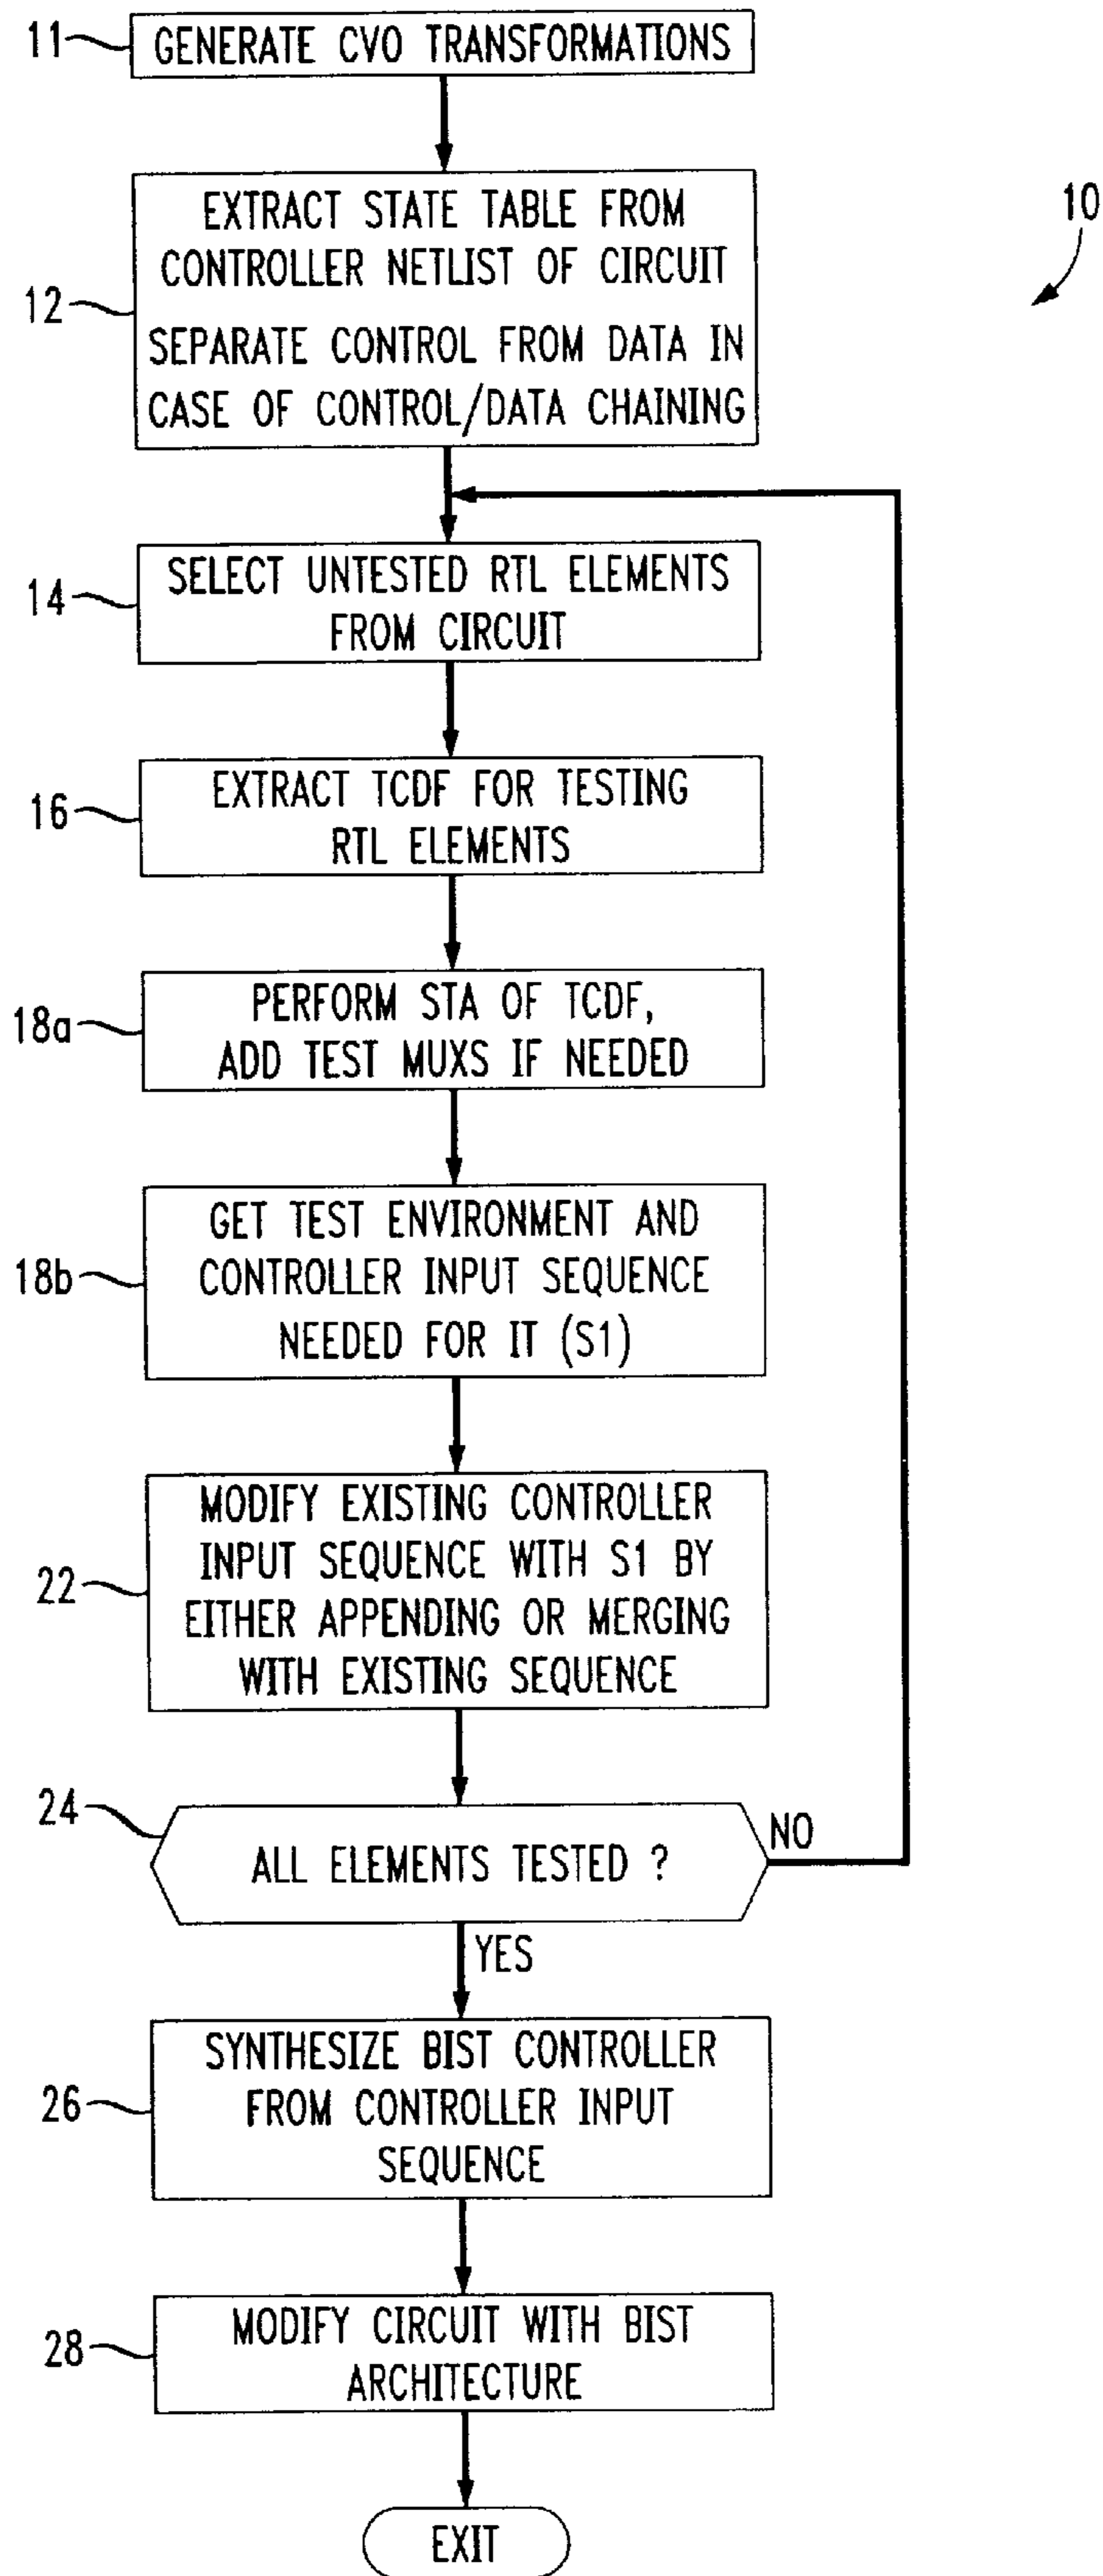 11
GENERATE CVO TRANSFORMATIONS
10
12
EXTRACT STATE TABLE FROM
CONTROLLER NETLIST OF CIRCUIT
SEPARATE CONTROL FROM DATA IN
CASE OF CONTROL/DATA CHAINING
14
SELECT UNTESTED RTL ELEMENTS
FROM CIRCUIT
16
EXTRACT TCDF FOR TESTING
RTL ELEMENTS
18a
PERFORM STA OF TCDF,
ADD TEST MUXS IF NEEDED
18b
GET TEST ENVIRONMENT AND
CONTROLLER INPUT SEQUENCE
NEEDED FOR IT (S1)
22
MODIFY EXISTING CONTROLLER
INPUT SEQUENCE WITH S1 BY
EITHER APPENDING OR MERGING
WITH EXISTING SEQUENCE
24
ALL ELEMENTS TESTED ?
NO
YES
26
SYNTHESIZE BIST CONTROLLER
FROM CONTROLLER INPUT
SEQUENCE
28
MODIFY CIRCUIT WITH BIST
ARCHITECTURE
EXIT